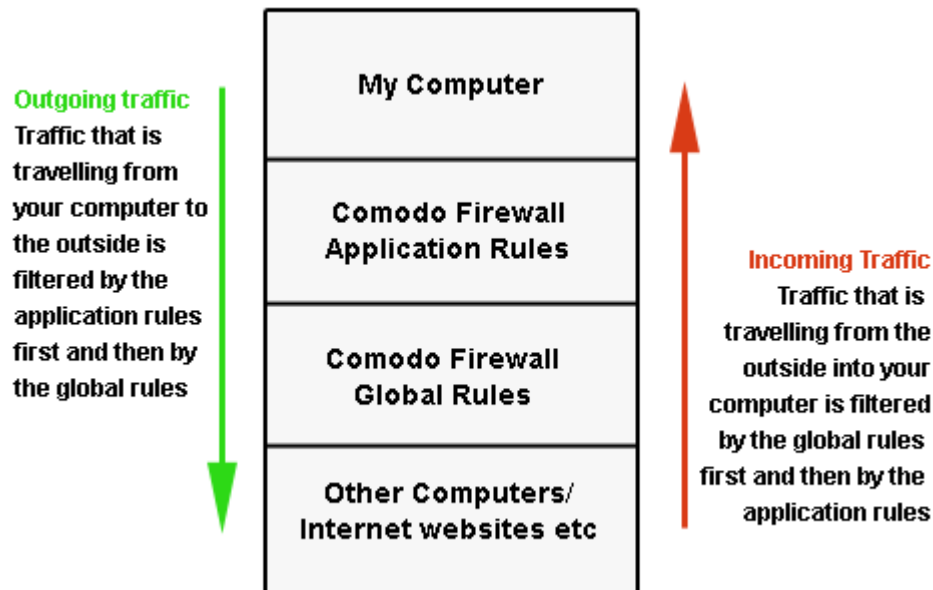 Outgoing traffic
Traffic that is
travelling from
your computer to
the outside is
filtered by the
application rules
first and then by
the global rules
My Computer
Comodo Firewall
Application Rules
Comodo Firewall
Global Rules
Other Computers/
Internet websites etc
Incoming Traffic
Traffic that is
travelling from the
outside into your
computer is filtered
by the global rules
first and then by the
application rules